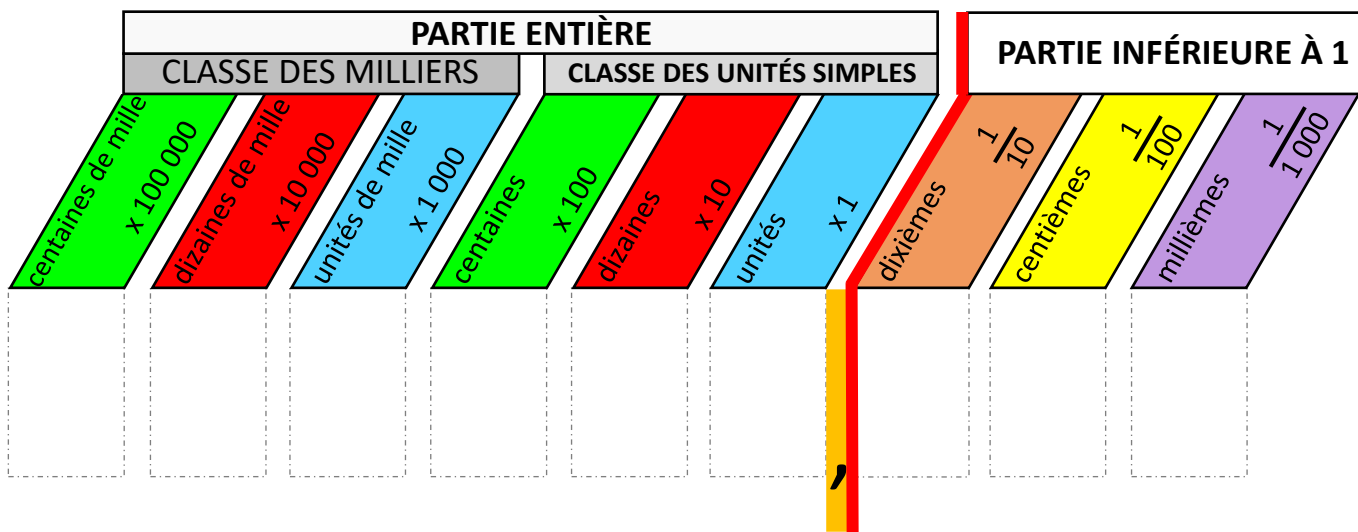 PARTIE ENTIÈRE
PARTIE INFÉRIEURE À 1
CLASSE DES MILLIERS
CLASSE DES UNITÉS SIMPLES
centaines de mille
x 100 000
dizaines de mille
x 10 000
unités de mille
x 1 000
centaines
x 100
dizaines
x 10
unités
x 1
dixièmes
1
10
centièmes
1
100
millièmes
1
1 000
,